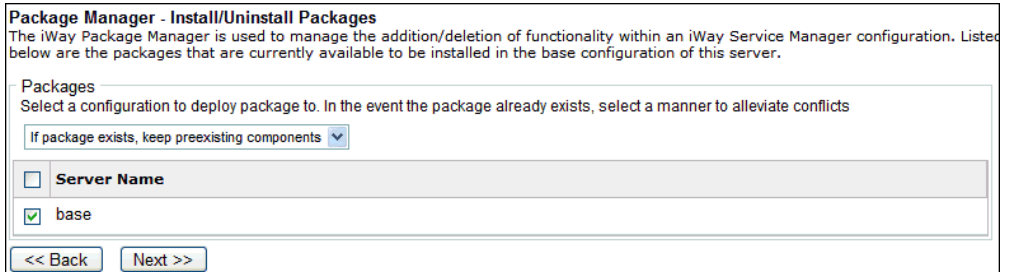 Package Manager - Install/Uninstall Packages
The iWay Package Manager is used to manage the addition/deletion of functionality within an iWay Service Manager configuration. Listed
below are the packages that are currently available to be installed in the base configuration of this server.
Packages
Select a configuration to deploy package to. In the event the package already exists, select a manner to alleviate conflicts
If package exists, keep preexisting components
Server Name
base
<< Back Next >>